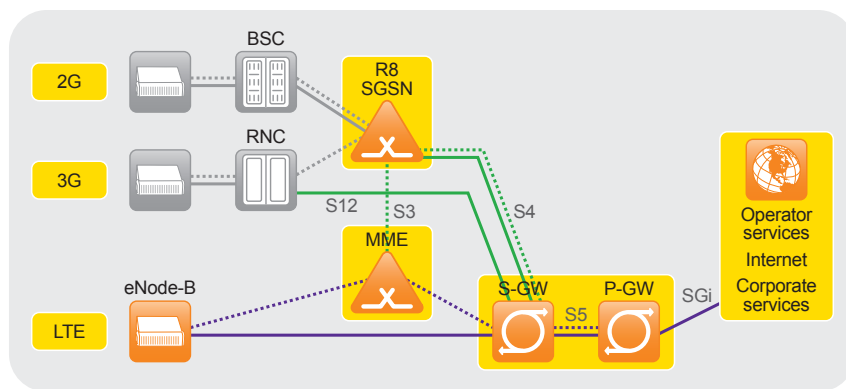 BSC
R8
SGSN
2G
RNC
3G
S12
S3
S4
Operator
services
Internet
Corporate
services
MME
eNode-B
S-GW
P-GW
SGi
S5
LTE